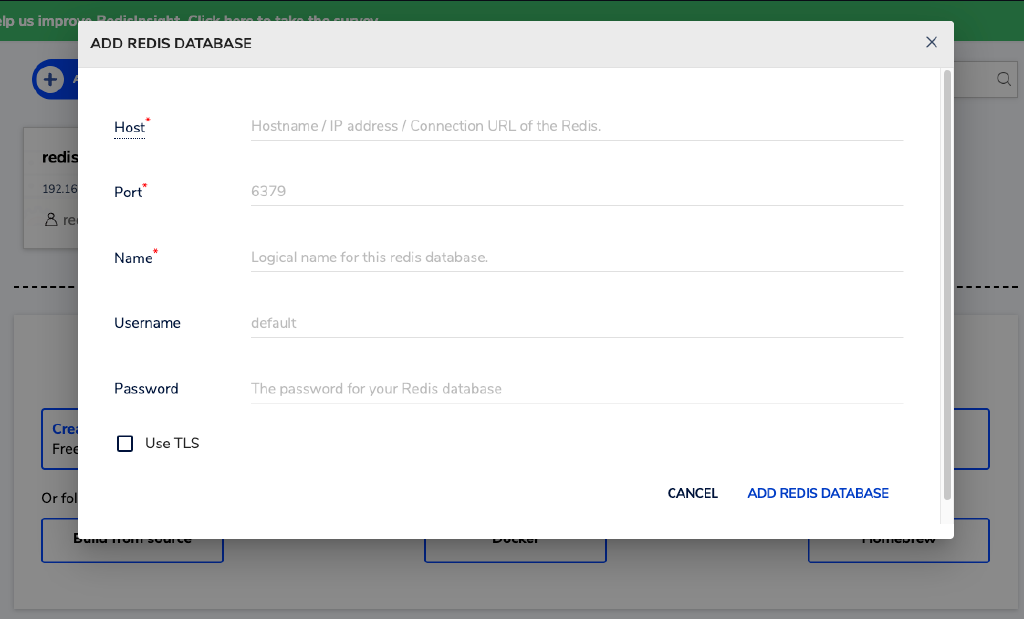 elp us improve RedisInsight. Click here to take the survey.
ADD REDIS DATABASE
redis
192.16
Host*
Hostname / IP address / Connection URL of the Redis.
Port*
6379
Name*
Logical name for this redis database.
Username
default
Password
The password for your Redis database
Use TLS
CANCEL
ADD REDIS DATABASE
Free
Or fol
Build from source
Docker
Homebrew